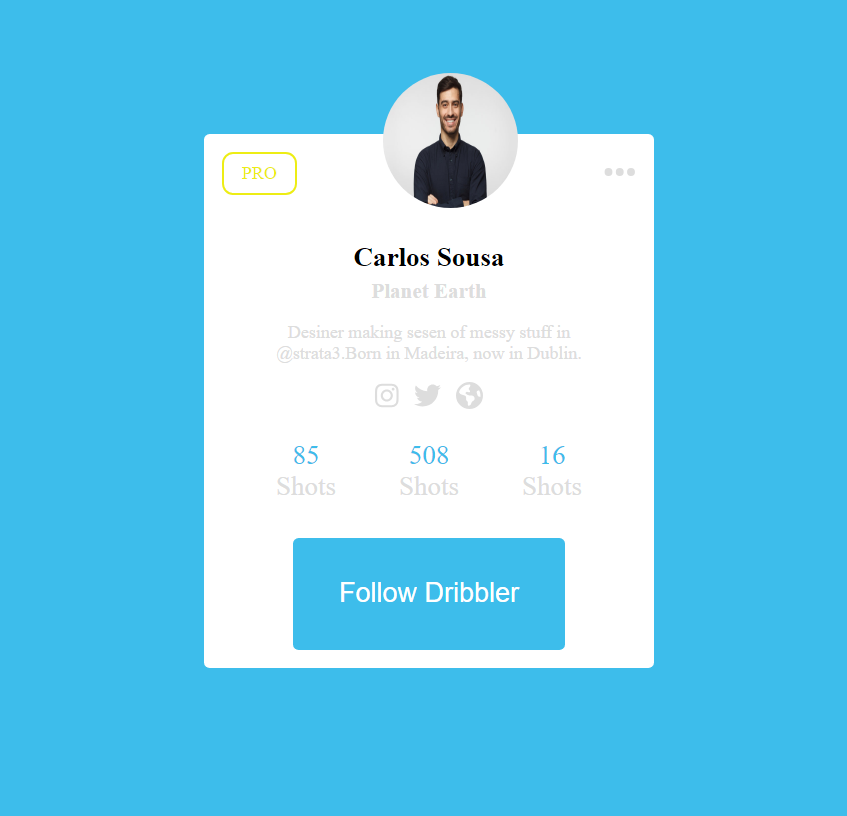 PRO
Carlos Sousa
Planet Earth
Desiner making sesen of messy stuff in
@strata3.Born in Madeira, now in Dublin.
85 508 16
Shots Shots Shots
Follow Dribbler